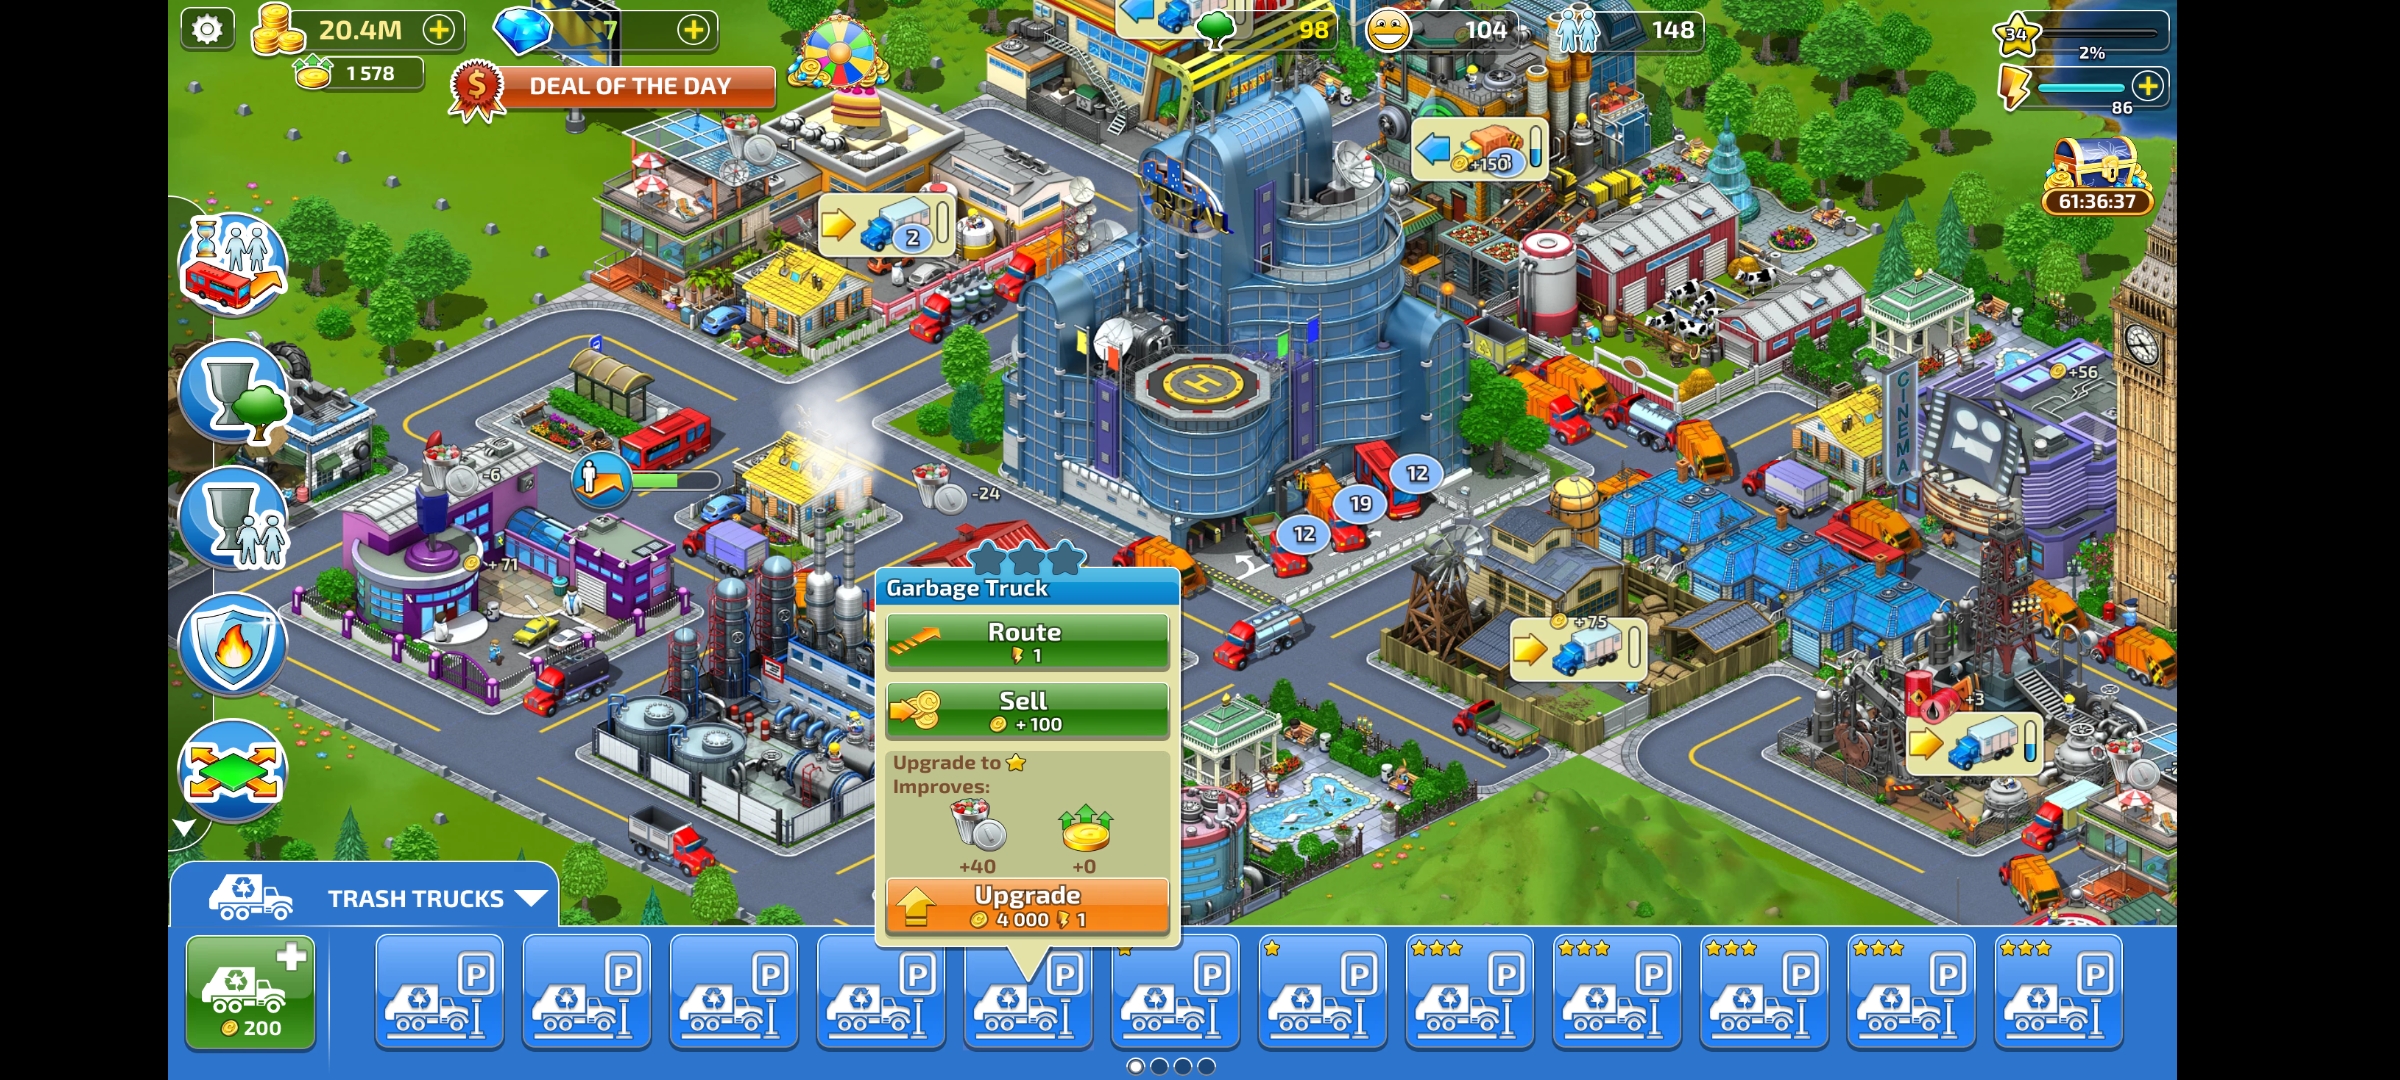 20.4M
7
98
104
148
34
2%
1 578
DEAL OF THE DAY
86
-1
+150
61:36:37
2
CINEMA
+56
-6
-24
12
19
12
+71
Garbage Truck
Route
1
Sell
+100
+75
+3
Upgrade to
Improves:
+40
+0
Upgrade
4 000 1
TRASH TRUCKS
200
P
P
P
P
P
P
P
P
P
P
P
P
H